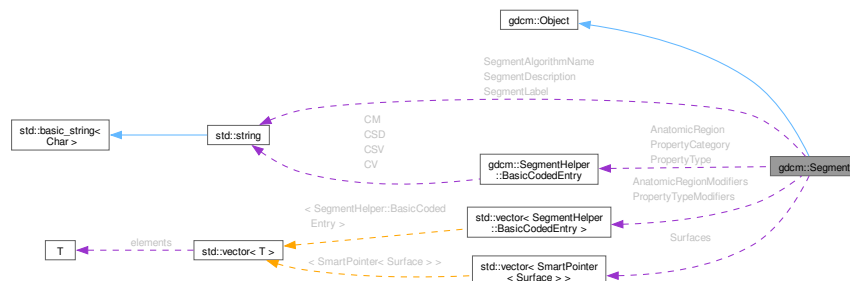 gdcm::Object
SegmentAlgorithmName
SegmentDescription
SegmentLabel
std::basic_string<
Char >
std::string
CM
CSD
CSV
CV
AnatomicRegion
PropertyCategory
PropertyType
gdcm::SegmentHelper
::BasicCodedEntry
gdcm::Segment
AnatomicRegionModifiers
PropertyTypeModifiers
< SegmentHelper::BasicCoded
Entry >
std::vector< SegmentHelper
::BasicCodedEntry >
Surfaces
T
elements
std::vector< T >
< SmartPointer< Surface > >
std::vector< SmartPointer
< Surface > >